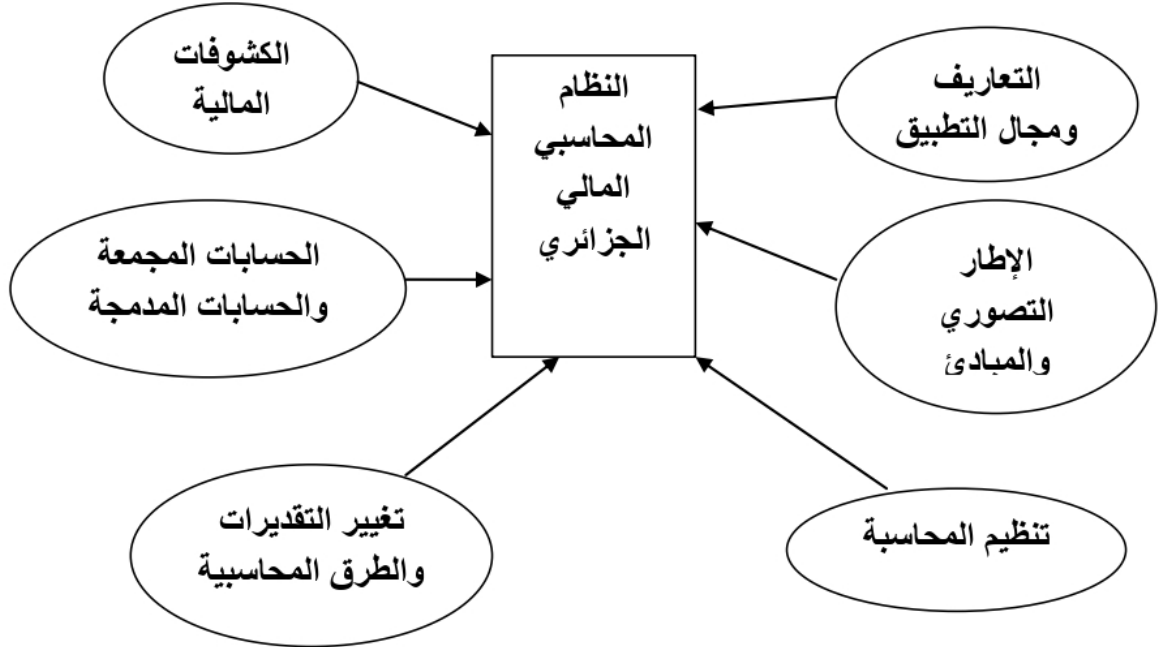 الكشوفات
المالية
النظام
المحاسبي
المالي
الجزائري
التعاريف
ومجال التطبيق
الحسابات المجمعة
والحسابات المدمجة
الإطار
التصوري
والمبادئ
تغيير التقديرات
والطرق المحاسبية
تنظيم المحاسبة